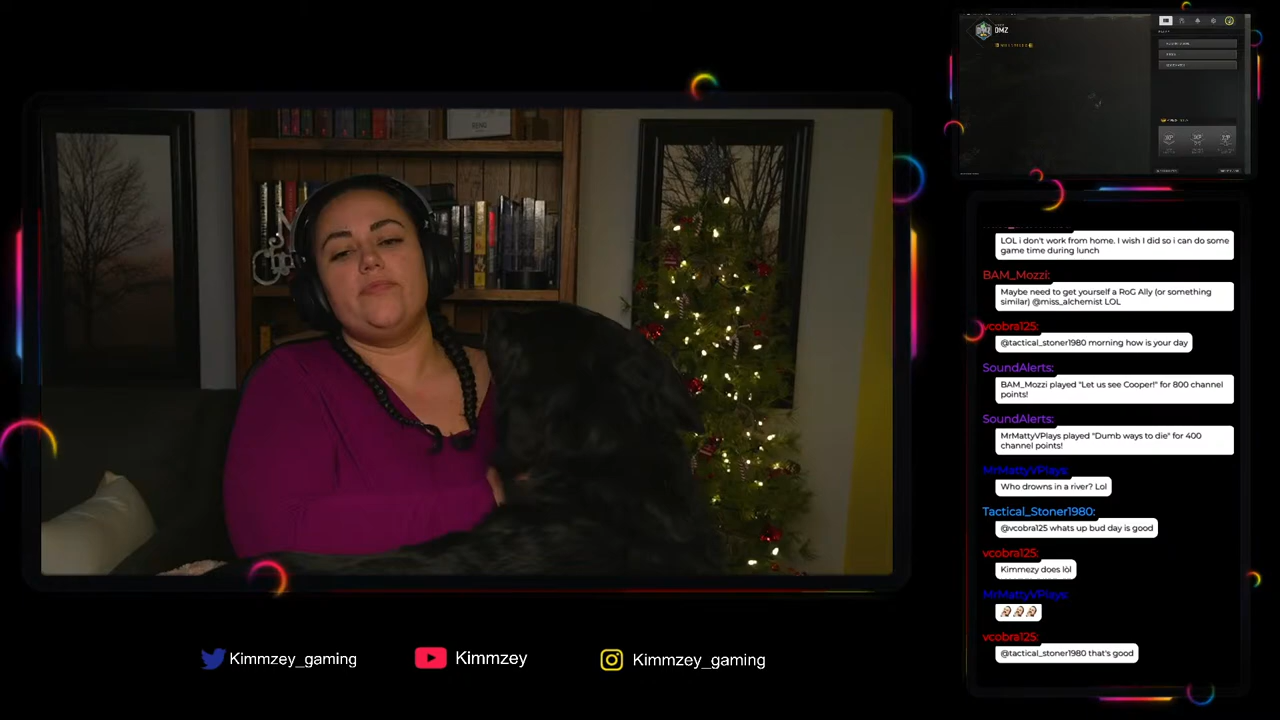 DMZ
LOL i don't work from home. I wish I did so i can do some
game time during lunch
BAM_Mozzi:
Maybe need to get yourself a RoG Ally (or something
similar) @miss_alchemist LOL
vcobra125:
@tactical_stoner1980 morning how is your day
SoundAlerts:
BAM_Mozzi played "Let us see Cooper!" for 800 channel
points!
SoundAlerts:
MrMattyVPlays played "Dumb ways to die" for 400
channel points!
MrMattyVPlays:
Who drowns in a river? Lol
Tactical_Stoner1980:
@vcobra125 whats up bud day is good
vcobra125:
Kimmezy does lol
MrMattyVPlays:
vcobra125:
@tactical_stoner1980 that's good
Kimmzey_gaming
Kimmzey
Kimmzey_gaming